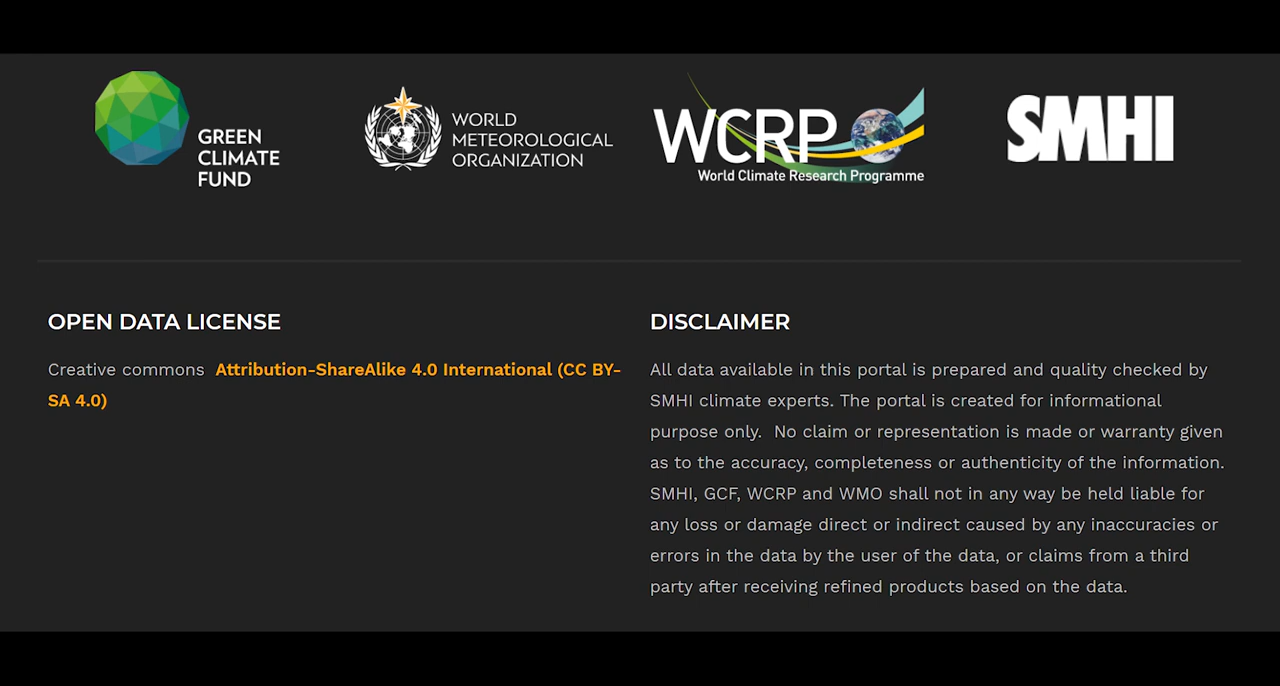 GREEN
CLIMATE
FUND
WORLD
METEOROLOGICAL
ORGANIZATION
WCRP
World Climate Research Programme
SMHI
OPEN DATA LICENSE
Creative commons  Attribution-ShareAlike 4.0 International (CC BY-
SA 4.0)
DISCLAIMER
All data available in this portal is prepared and quality checked by
SMHI climate experts. The portal is created for informational
purpose only.  No claim or representation is made or warranty given
as to the accuracy, completeness or authenticity of the information.
SMHI, GCF, WCRP and WMO shall not in any way be held liable for
any loss or damage direct or indirect caused by any inaccuracies or
errors in the data by the user of the data, or claims from a third
party after receiving refined products based on the data.